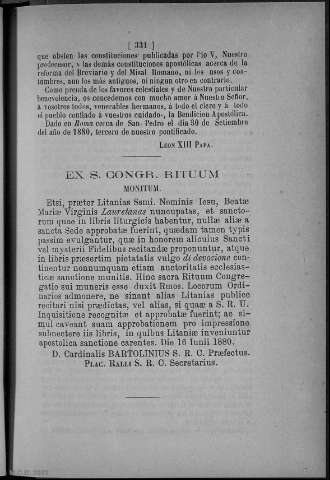 ( 331 )
que obsten las constituciones publicadas por Pio V, Nuestro
predecesor, y las demás constituciones apostólicas acerca de la
reforma del Breviario y del Misal Romano, ni los usos y cos-
tumbres, aun los más antiguos, ni ningun otro en contrario.
Como prenda de los favores celestiales y de Nuestra particular
benevolencia, os concedemos con mucho amor á Nuestro Señor,
á vosotros todos, venerables hermanos, á todo el clero y á todo
el pueblo confiado á vuestros cuidado, la Bendicion Apostólica.
Dado en Roma cerca de San Pedro el dia 30 de Setiembre
del año de 1880, tercero de nuestro pontificado.
LEON XIII PAPA.
EX S. CONGR. RITUUM
MONITUM.
Etsi, præter Litanias Ssmi. Nominis Iesu, Beatæ
Mariæ Virginis Lauretanas nuncupatas, et sancto-
rum quæ in libris liturgicis habentur, nullæ aliæ a
sancta Sede approbatæ fuerint, quædam tamen typis
passim evulgantur, quæ in honorem alicuius Sancti
vel mysterii Fidelibus recitandæ proponuntur, atque
in libris præsertim pietatatis vulgo di devozione con-
tinentur nonnumquam etiam auctoritatis ecclesias-
ticæ sanctione munitis. Hinc sacra Rituum Congre-
gatio sui muneris esse duxit Rmos. Locorum Ordi-
narios admonere, ne sinant alias Litanias publice
recitari nisi prædictas, vel alias, si quæ a S. R. U.
Inquisitione recognitæ et approbatæ fuerint; ac si-
mul caveant suam approbationem pro impressione
subnectere iis libris, in quibus Litaniæ inveniuntur
apostolica sanctione carentes. Die 16 Iunii 1880.
D. Cardinalis BARTOLINIUS S. R. C. Præfectus.
PLAC. RALLI S. R. C. Secretarius.